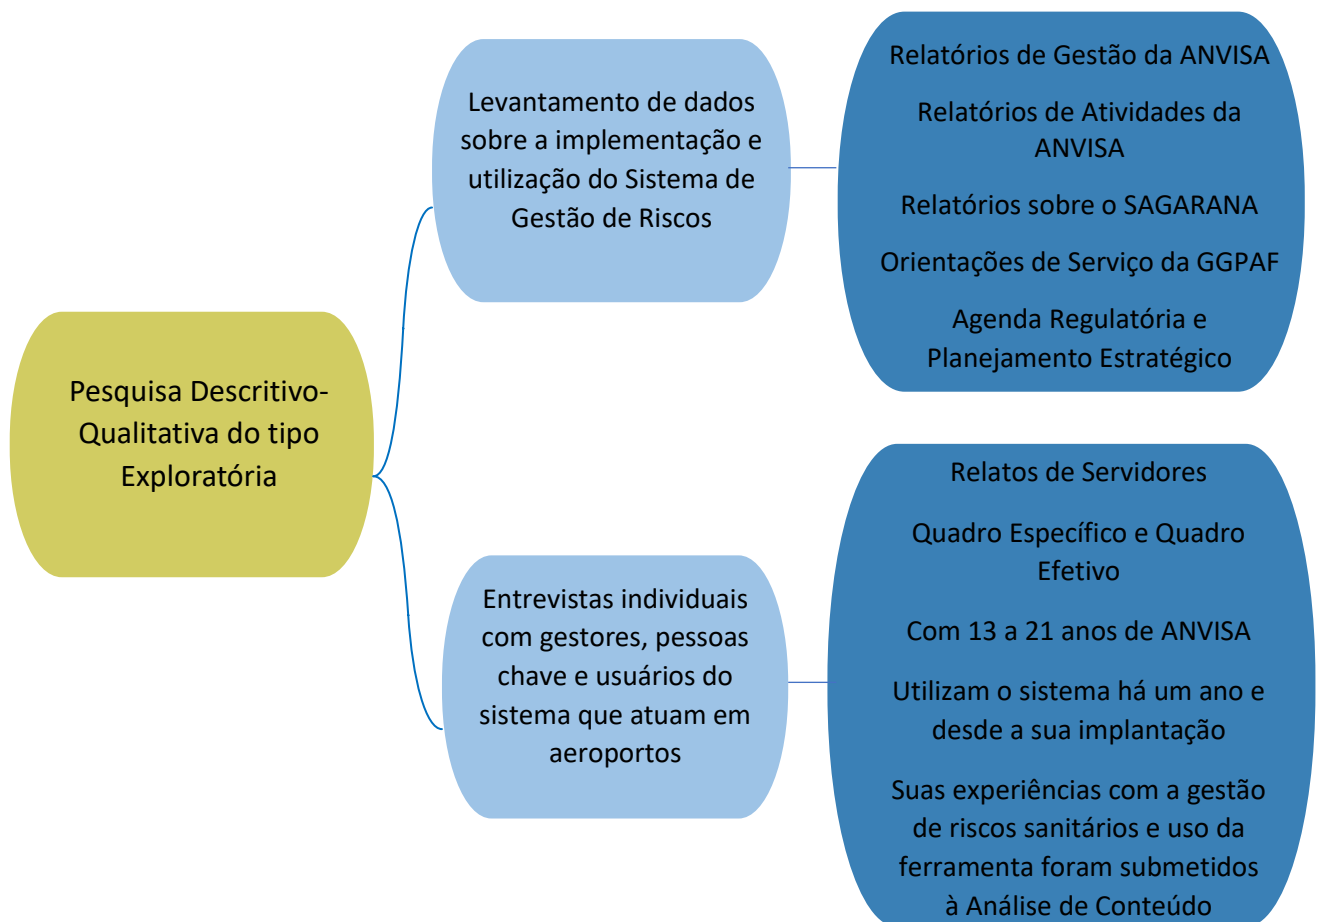 Pesquisa Descritivo-
Qualitativa do tipo
Exploratória
Levantamento de dados
sobre a implementação e
utilização do Sistema de
Gestão de Riscos
Relatórios de Gestão da ANVISA
Relatórios de Atividades da
ANVISA
Relatórios sobre o SAGARANA
Orientações de Serviço da GGPAF
Agenda Regulatória e
Planejamento Estratégico
Entrevistas individuais
com gestores, pessoas
chave e usuários do
sistema que atuam em
aeroportos
Relatos de Servidores
Quadro Específico e Quadro
Efetivo
Com 13 a 21 anos de ANVISA
Utilizam o sistema há um ano e
desde a sua implantação
Suas experiências com a gestão
de riscos sanitários e uso da
ferramenta foram submetidos
à Análise de Conteúdo